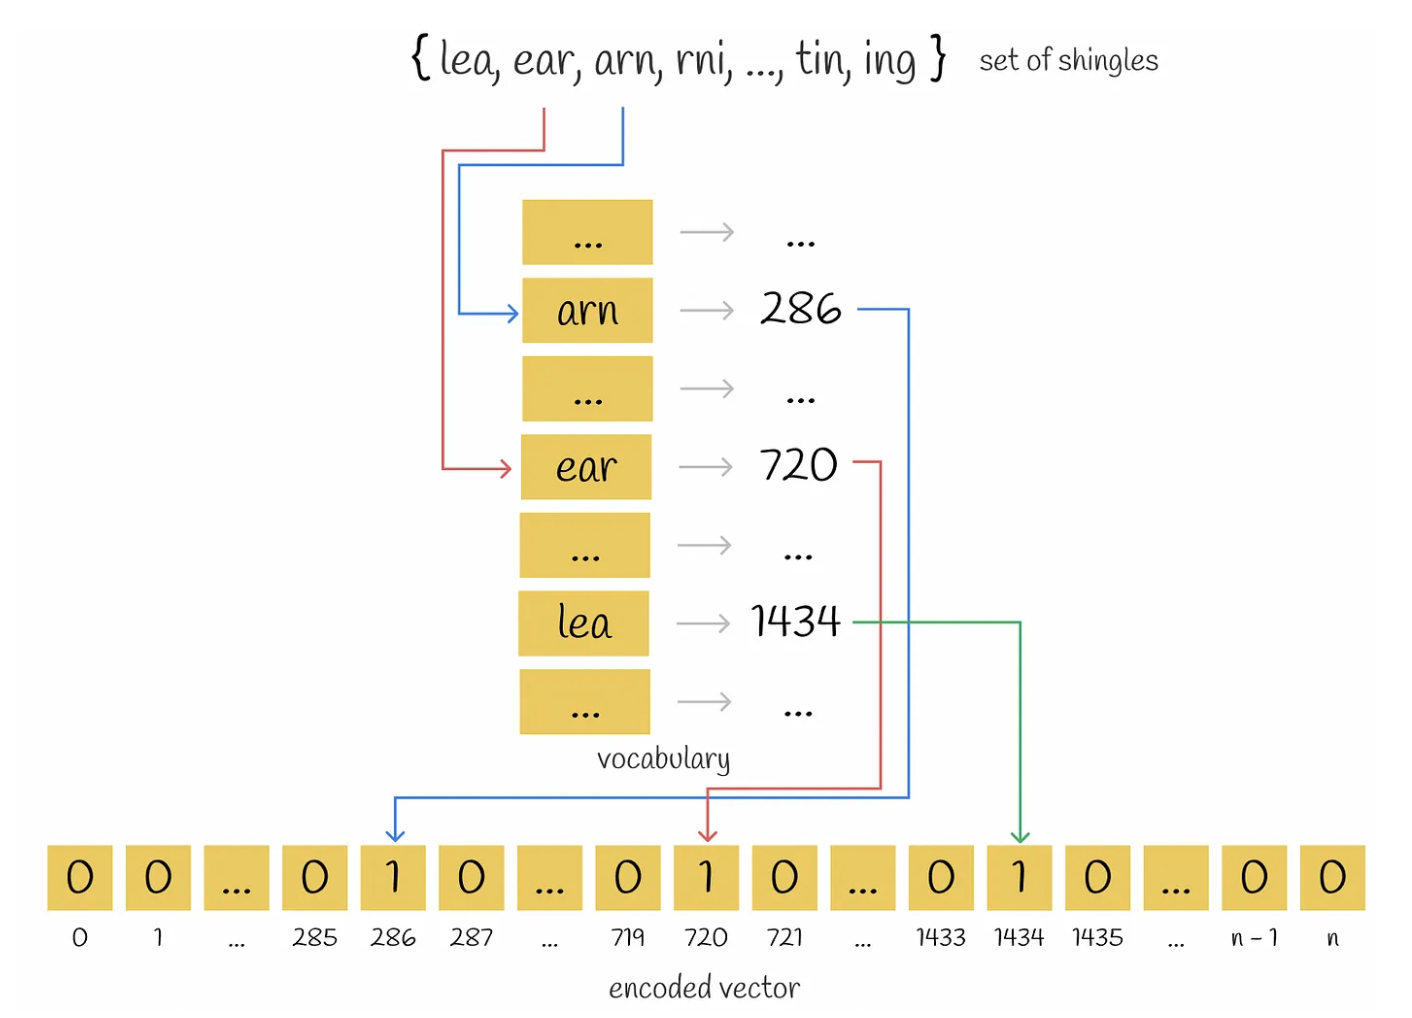 { lea, ear, arn, rni, ..., tin, ing } set of shingles
... → ...
arn → 286
... → ...
ear → 720
... → ...
lea → 1434
... → ...
vocabulary
0 0 ... 0 1 0 ... 0 1 0 ... 0 1 0 ... 0 0
0 1 ... 285 286 287 ... 719 720 721 ... 1433 1434 1435 ... n - 1 n
encoded vector